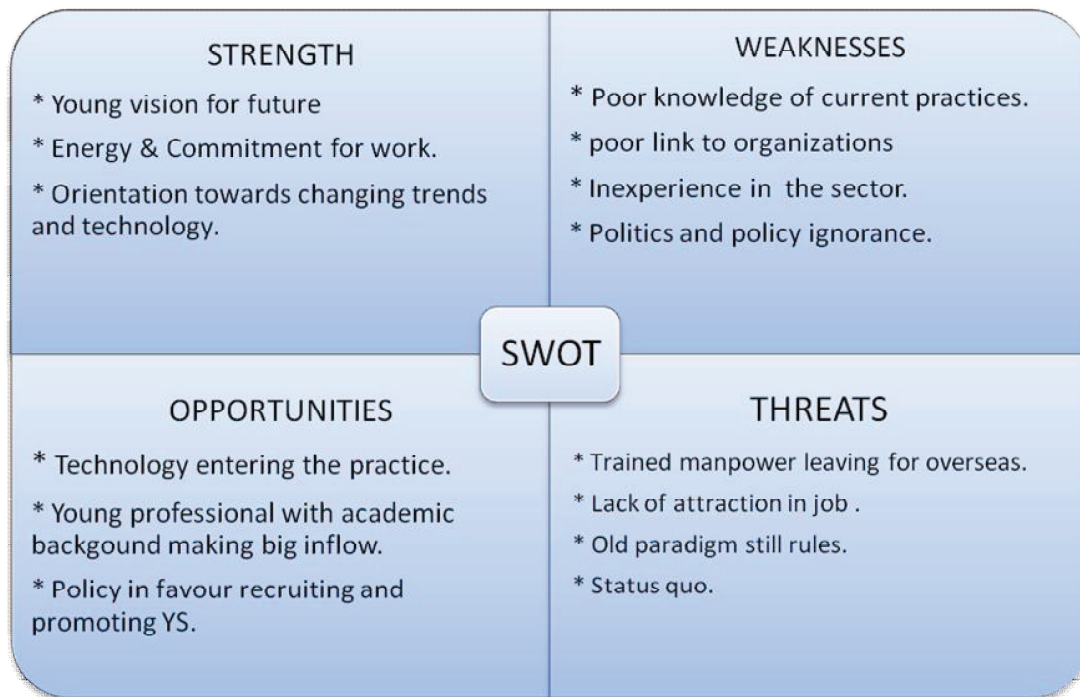 STRENGTH
* Young vision for future
* Energy & Commitment for work.
* Orientation towards changing trends
and technology.
WEAKNESSES
* Poor knowledge of current practices.
* poor link to organizations
* Inexperience in the sector.
* Politics and policy ignorance.
SWOT
OPPORTUNITIES
* Technology entering the practice.
* Young professional with academic
backgound making big inflow.
* Policy in favour recruiting and
promoting YS.
THREATS
* Trained manpower leaving for overseas.
* Lack of attraction in job .
* Old paradigm still rules.
* Status quo.